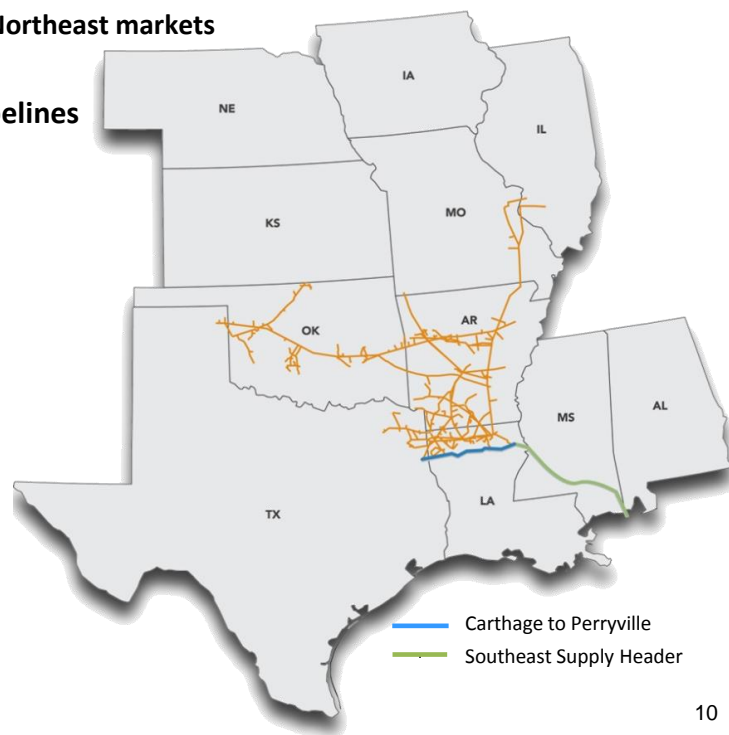 Northeast markets
pelines
IA
NE
IL
MO
KS
OK
AR
MS
AL
LA
TX
Carthage to Perryville
Southeast Supply Header
10